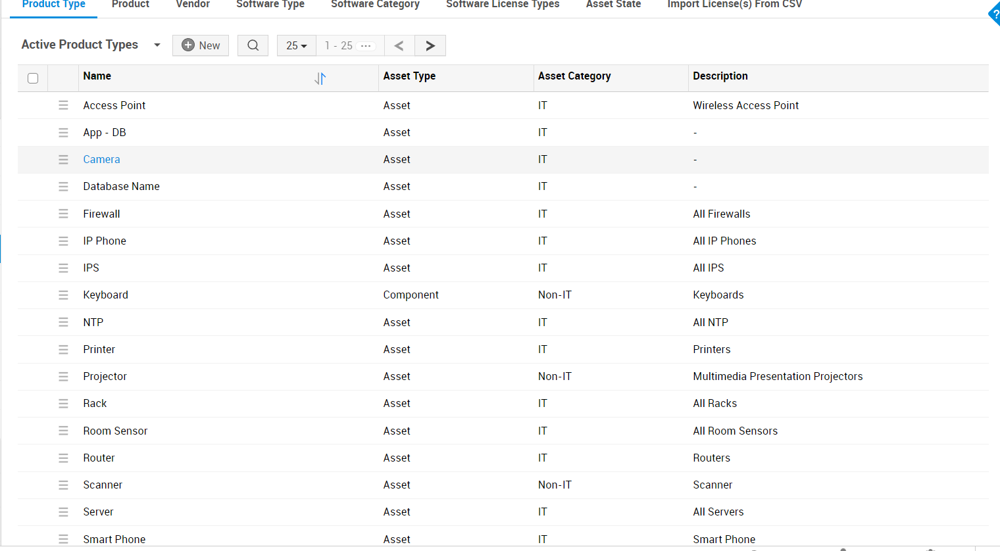 Product Type Product Vendor Software Type Software Category Software License Types Asset State Import License(s) From CSV
?
Active Product Types New 25 1 - 25
Name Asset Type Asset Category Description
Access Point Asset IT Wireless Access Point
App - DB Asset IT -
Camera Asset IT -
Database Name Asset IT -
Firewall Asset IT All Firewalls
IP Phone Asset IT All IP Phones
IPS Asset IT All IPS
Keyboard Component Non-IT Keyboards
NTP Asset IT All NTP
Printer Asset IT Printers
Projector Asset Non-IT Multimedia Presentation Projectors
Rack Asset IT All Racks
Room Sensor Asset IT All Room Sensors
Router Asset IT Routers
Scanner Asset Non-IT Scanner
Server Asset IT All Servers
Smart Phone Asset IT Smart Phone